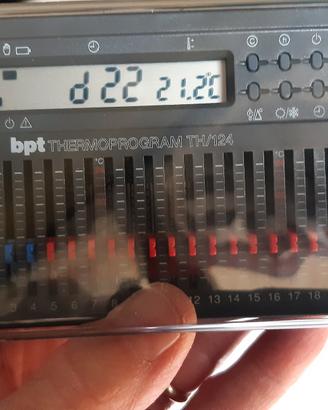 c h
d 22 21.2°C
bpt THERMOPROGRAM TH/124
°C °C
4 5 6 7 8 12 13 14 15 16 17 18